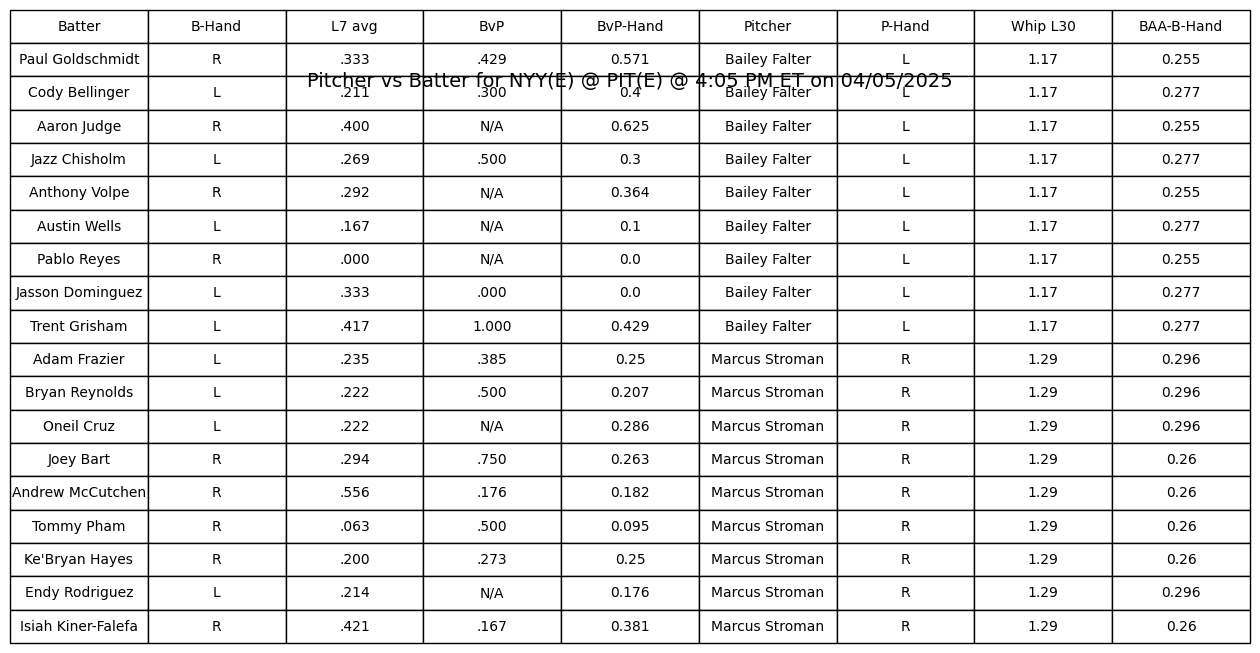 Batter B-Hand L7 avg BvP BvP-Hand Pitcher P-Hand Whip L30 BAA-B-Hand
Paul Goldschmidt R .333 .429 0.571 Bailey Falter L 1.17 0.255
Pitcher vs Batter for NYY(E) @ PIT(E) @ 4:05 PM ET on 04/05/2025
Cody Bellinger L .211 .300 0.4 Bailey Falter L 1.17 0.277
Aaron Judge R .400 N/A 0.625 Bailey Falter L 1.17 0.255
Jazz Chisholm L .269 .500 0.3 Bailey Falter L 1.17 0.277
Anthony Volpe R .292 N/A 0.364 Bailey Falter L 1.17 0.255
Austin Wells L .167 N/A 0.1 Bailey Falter L 1.17 0.277
Pablo Reyes R .000 N/A 0.0 Bailey Falter L 1.17 0.255
Jasson Dominguez L .333 .000 0.0 Bailey Falter L 1.17 0.277
Trent Grisham L .417 1.000 0.429 Bailey Falter L 1.17 0.277
Adam Frazier L .235 .385 0.25 Marcus Stroman R 1.29 0.296
Bryan Reynolds L .222 .500 0.207 Marcus Stroman R 1.29 0.296
Oneil Cruz L .222 N/A 0.286 Marcus Stroman R 1.29 0.296
Joey Bart R .294 .750 0.263 Marcus Stroman R 1.29 0.26
Andrew McCutchen R .556 .176 0.182 Marcus Stroman R 1.29 0.26
Tommy Pham R .063 .500 0.095 Marcus Stroman R 1.29 0.26
Ke'Bryan Hayes R .200 .273 0.25 Marcus Stroman R 1.29 0.26
Endy Rodriguez L .214 N/A 0.176 Marcus Stroman R 1.29 0.296
Isiah Kiner-Falefa R .421 .167 0.381 Marcus Stroman R 1.29 0.26